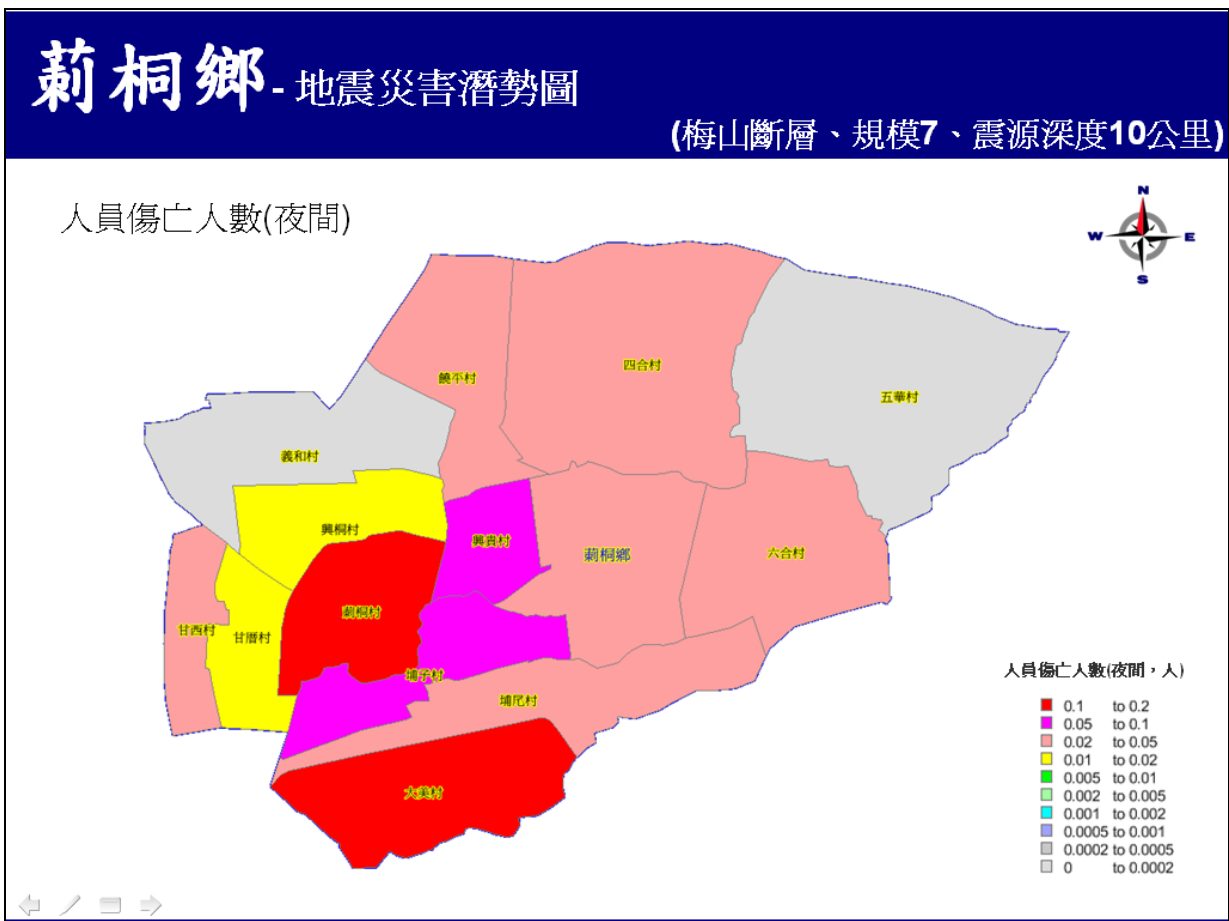 莿桐鄉- 地震災害潛勢圖
(梅山斷層、規模7、震源深度10公里)
人員傷亡人數(夜間)
N
W E
S
四合村
饒平村
五華村
義和村
興桐村
興貴村
莿桐鄉
六合村
莿桐村
甘西村
甘厝村
埔子村
埔尾村
大美村
人員傷亡人數(夜間，人)
0.1 to 0.2
0.05 to 0.1
0.02 to 0.05
0.01 to 0.02
0.005 to 0.01
0.002 to 0.005
0.001 to 0.002
0.0005 to 0.001
0.0002 to 0.0005
0 to 0.0002